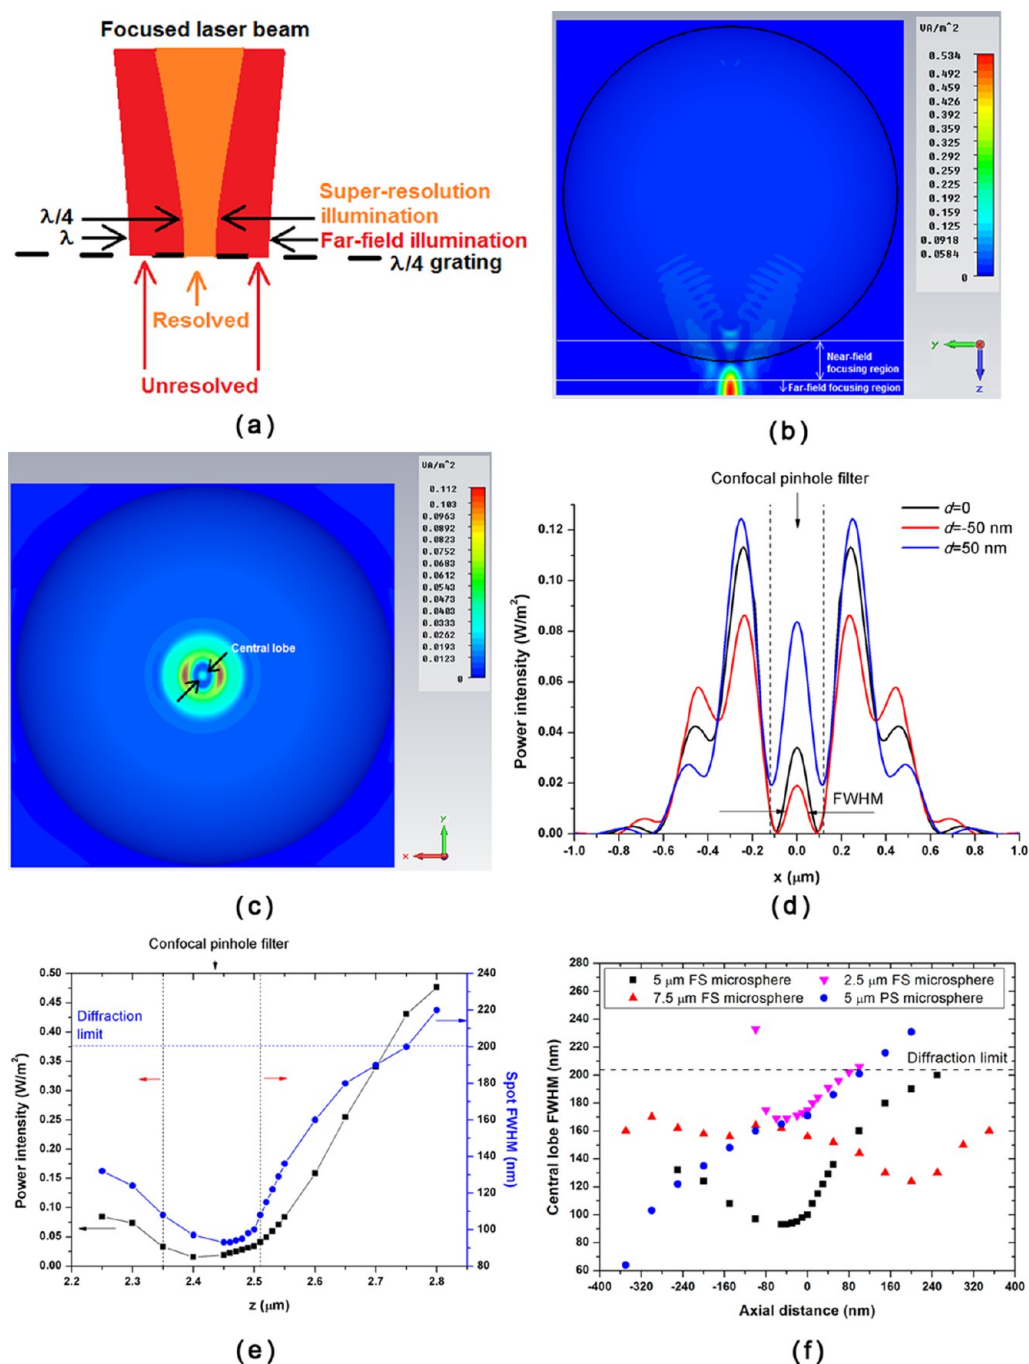 Focused laser beam
λ/4
λ
Super-resolution
illumination
Far-field illumination
λ/4 grating
Resolved
Unresolved
(a)
VA/m^2
0.534
0.492
0.459
0.426
0.392
0.359
0.325
0.292
0.259
0.225
0.192
0.159
0.125
0.0918
0.0584
0
Near-field
focusing region
Far-field focusing region
y
x
z
(b)
VA/m^2
0.112
0.103
0.0963
0.0892
0.0823
0.0752
0.0683
0.0612
0.0543
0.0473
0.0403
0.0333
0.0262
0.0193
0.0123
0
Central lobe
y
x
(c)
Confocal pinhole filter
d=0
d=-50 nm
d=50 nm
0.12
0.10
0.08
0.06
0.04
0.02
0.00
Power intensity (W/m²)
FWHM
-1.0 -0.8 -0.6 -0.4 -0.2 0.0 0.2 0.4 0.6 0.8 1.0
x (μm)
(d)
Confocal pinhole filter
0.50
0.45
0.40
0.35
0.30
0.25
0.20
0.15
0.10
0.05
0.00
Power intensity (W/m²)
Diffraction
limit
240
220
200
180
160
140
120
100
80
Spot FWHM
(nm)
2.2 2.3 2.4 2.5 2.6 2.7 2.8
z (μm)
(e)
5 μm FS microsphere
2.5 μm FS microsphere
7.5 μm FS microsphere
5 μm PS microsphere
280
260
240
220
200
180
160
140
120
100
80
60
Central lobe FWHM (nm)
Diffraction limit
-400 -320 -240 -160 -80 0 80 160 240 320 400
Axial distance (nm)
(f)